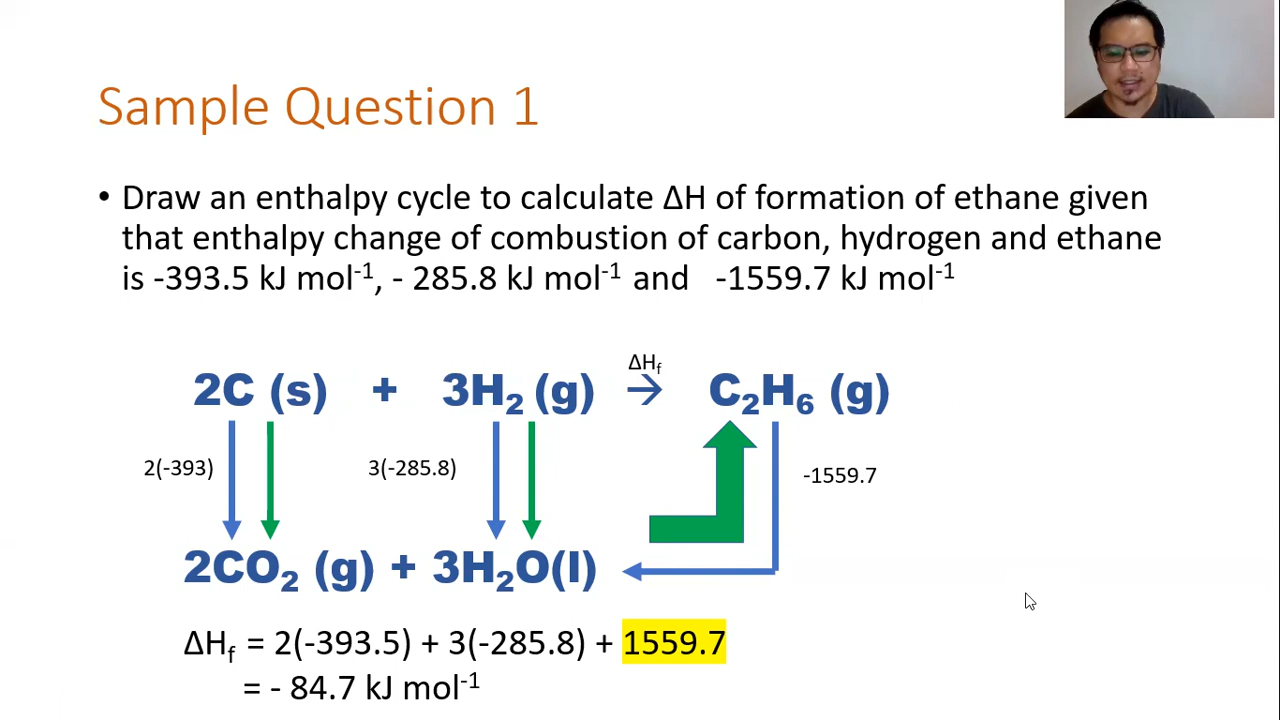 Sample Question 1
• Draw an enthalpy cycle to calculate ΔH of formation of ethane given
that enthalpy change of combustion of carbon, hydrogen and ethane
is -393.5 kJ mol⁻¹, - 285.8 kJ mol⁻¹ and -1559.7 kJ mol⁻¹
ΔHf
2C (s) + 3H₂ (g) → C₂H₆ (g)
2(-393) 3(-285.8) -1559.7
2CO₂ (g) + 3H₂O(l)
ΔHf = 2(-393.5) + 3(-285.8) + 1559.7
= - 84.7 kJ mol⁻¹